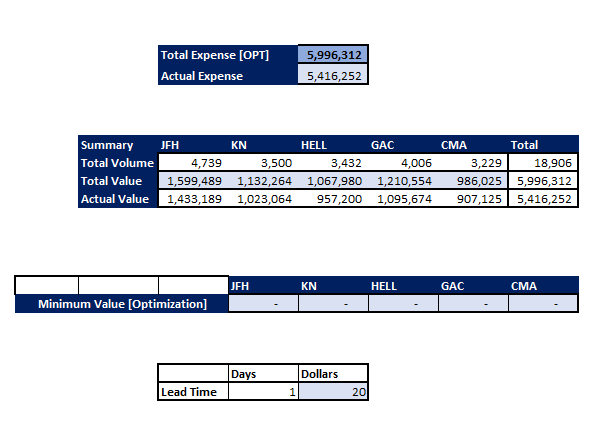 Total Expense [OPT] 5,996,312
Actual Expense 5,416,252
Summary JFH KN HELL GAC CMA Total
Total Volume 4,739 3,500 3,432 4,006 3,229 18,906
Total Value 1,599,489 1,132,264 1,067,980 1,210,554 986,025 5,996,312
Actual Value 1,433,189 1,023,064 957,200 1,095,674 907,125 5,416,252
JFH KN HELL GAC CMA
Minimum Value [Optimization] - - - - -
Days Dollars
Lead Time 1 20